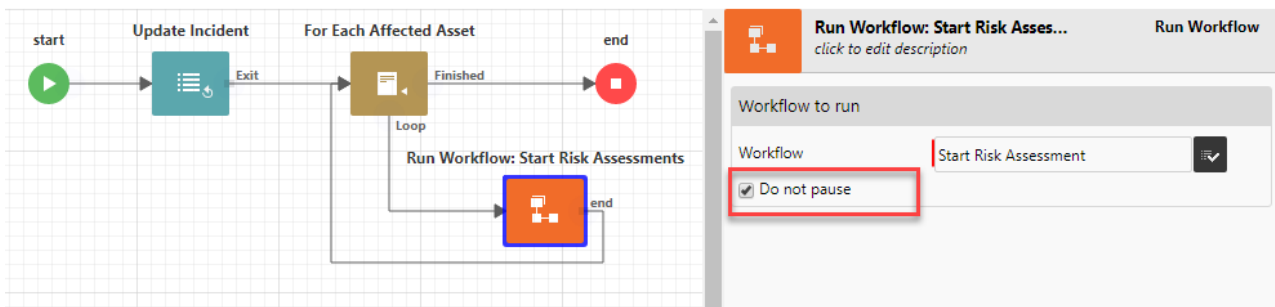 start
Update Incident
For Each Affected Asset
end
Exit
Finished
Loop
Run Workflow: Start Risk Assessments
end
Run Workflow: Start Risk Asses...
Run Workflow
click to edit description
Workflow to run
Workflow
Start Risk Assessment
Do not pause